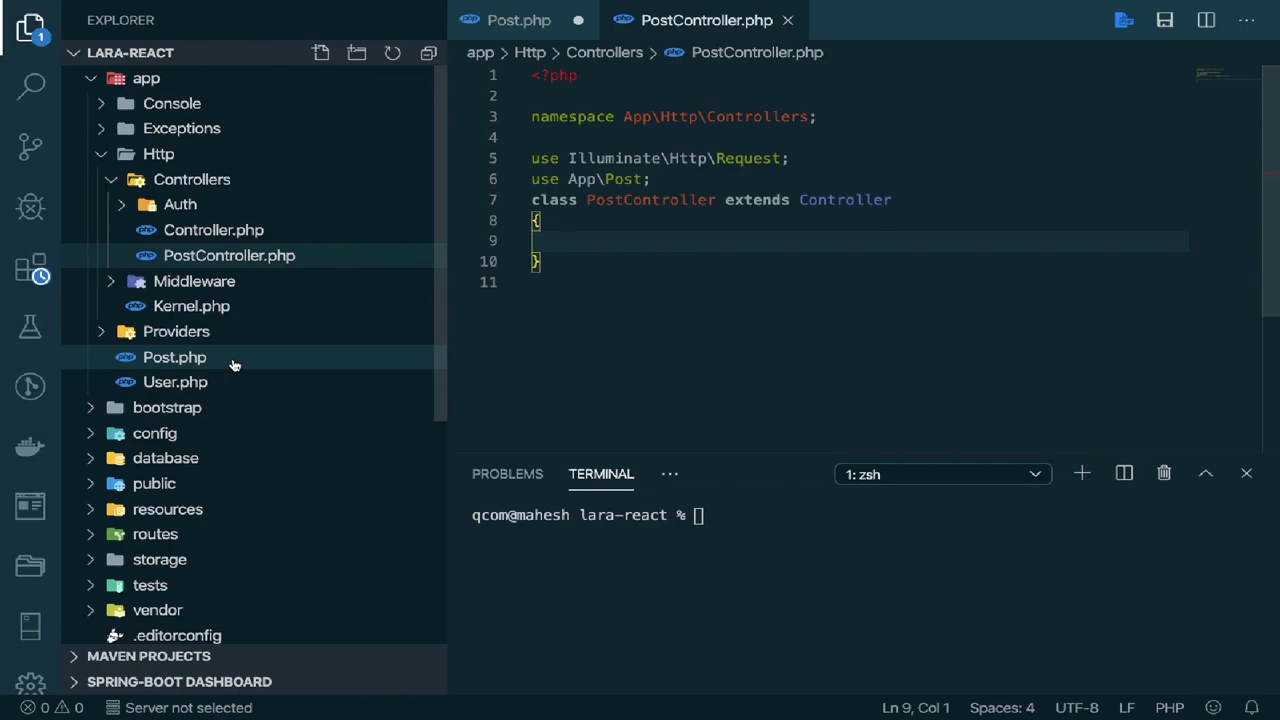 1
EXPLORER
LARA-REACT
app
Console
Exceptions
Http
Controllers
Auth
Controller.php
PostController.php
Middleware
Kernel.php
Providers
Post.php
User.php
bootstrap
config
database
public
resources
routes
storage
tests
vendor
.editorconfig
MAVEN PROJECTS
SPRING-BOOT DASHBOARD
Post.php
PostController.php
app > Http > Controllers > PostController.php
1 <?php
2
3 namespace App\Http\Controllers;
4
5 use Illuminate\Http\Request;
6 use App\Post;
7 class PostController extends Controller
8 {
9
10 }
11
PROBLEMS TERMINAL ... 1: zsh
qcom@mahesh lara-react %
0 0 Server not selected Ln 9, Col 1 Spaces: 4 UTF-8 LF PHP